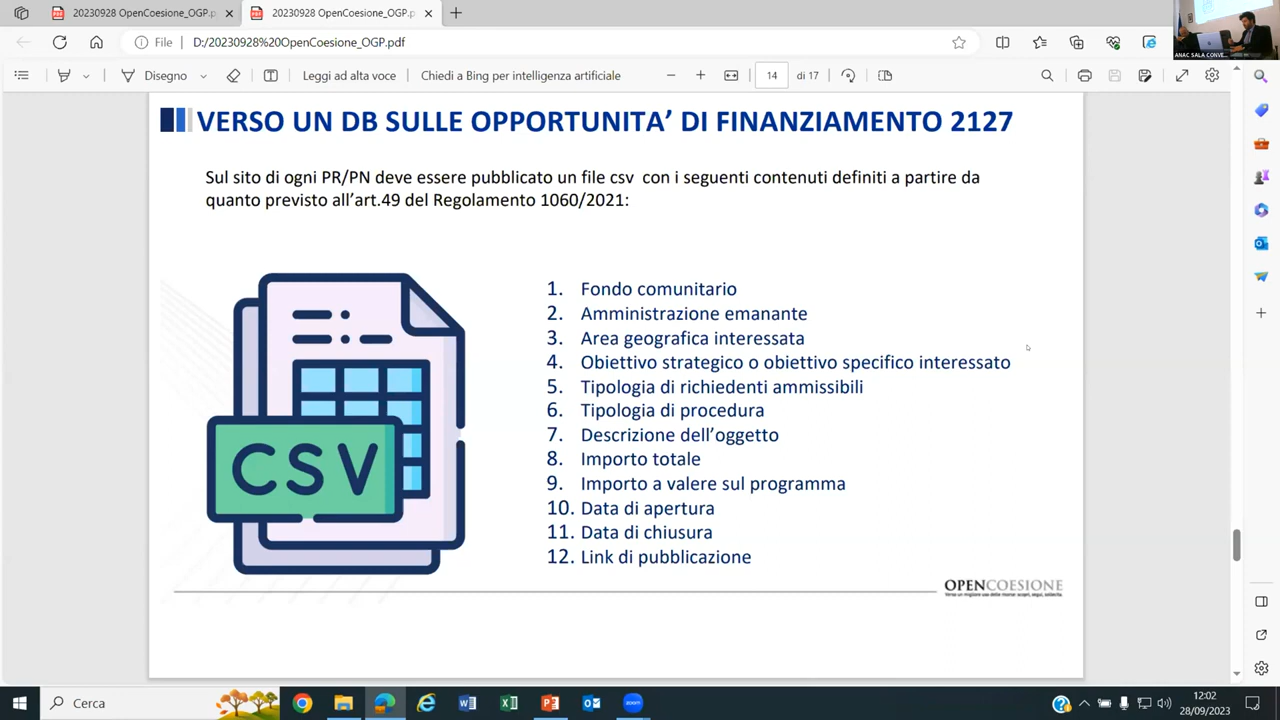 20230928 OpenCoesione_OGP.p
20230928 OpenCoesione_OGP.pdf
File
D:/20230928%20OpenCoesione_OGP.pdf
Disegno
Leggi ad alta voce
Chiedi a Bing per intelligenza artificiale
14
di 17
ANAC SALA CONVE...
VERSO UN DB SULLE OPPORTUNITA’ DI FINANZIAMENTO 2127
Sul sito di ogni PR/PN deve essere pubblicato un file csv con i seguenti contenuti definiti a partire da
quanto previsto all’art.49 del Regolamento 1060/2021:
CSV
1. Fondo comunitario
2. Amministrazione emanante
3. Area geografica interessata
4. Obiettivo strategico o obiettivo specifico interessato
5. Tipologia di richiedenti ammissibili
6. Tipologia di procedura
7. Descrizione dell’oggetto
8. Importo totale
9. Importo a valere sul programma
10. Data di apertura
11. Data di chiusura
12. Link di pubblicazione
OPENCOESIONE
Cerca
zoom
12:02
28/09/2023